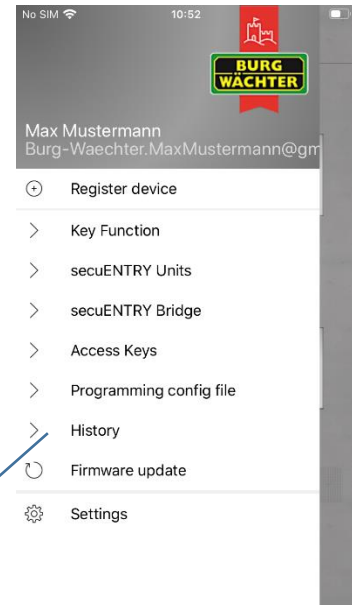 No SIM 10:52
BURG
WÄCHTER
Max Mustermann
Burg-Waechter.MaxMustermann@gm
Register device
Key Function
secuENTRY Units
secuENTRY Bridge
Access Keys
Programming config file
History
Firmware update
Settings